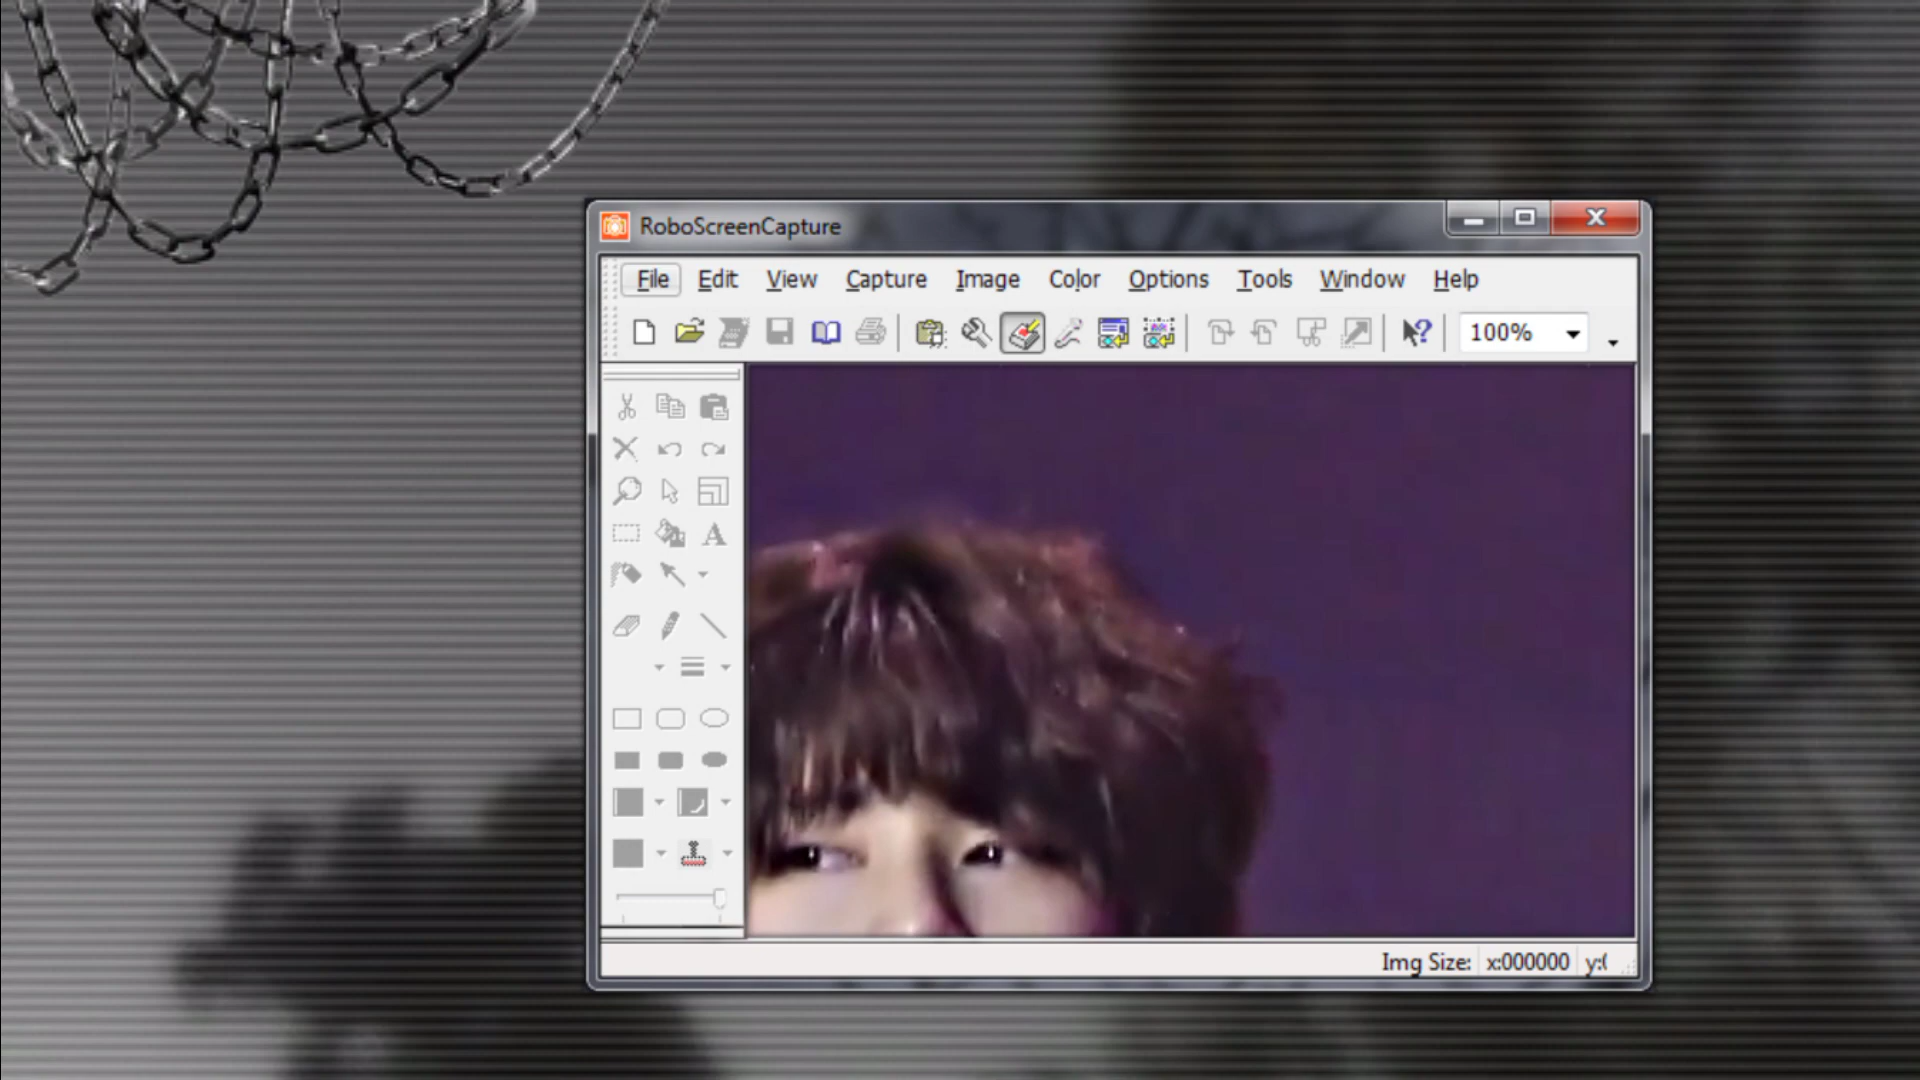 RoboScreenCapture
File Edit View Capture Image Color Options Tools Window Help
100%
A
Img Size: x:000000 y:(